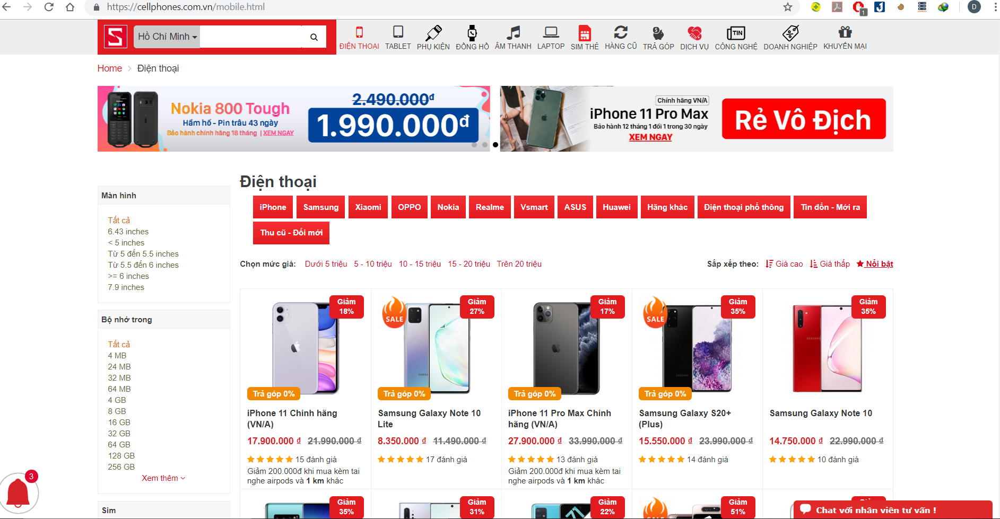 https://cellphones.com.vn/mobile.html
1
D
S
Hồ Chí Minh
ĐIỆN THOẠI
TABLET
PHỤ KIỆN
ĐỒNG HỒ
ÂM THANH
LAPTOP
SIM THẺ
HÀNG CŨ
TRẢ GÓP
DỊCH VỤ
TIN
CÔNG NGHỆ
DOANH NGHIỆP
KHUYẾN MẠI
Home > Điện thoại
Nokia 800 Tough
Hầm hố - Pin trâu 43 ngày
Bảo hành chính hãng 18 tháng | XEM NGAY
2.490.000đ
1.990.000đ
Chính hãng VN/A
iPhone 11 Pro Max
Bảo hành 12 tháng 1 đổi 1 trong 30 ngày
XEM NGAY
Rẻ Vô Địch
Màn hình
Tất cả
6.43 inches
< 5 inches
Từ 5 đến 5.5 inches
Từ 5.5 đến 6 inches
>= 6 inches
7.9 inches
Bộ nhớ trong
Tất cả
4 MB
24 MB
32 MB
64 MB
4 GB
8 GB
16 GB
32 GB
64 GB
128 GB
256 GB
Xem thêm
Sim
3
Điện thoại
iPhone
Samsung
Xiaomi
OPPO
Nokia
Realme
Vsmart
ASUS
Huawei
Hãng khác
Điện thoại phổ thông
Tin đồn - Mới ra
Thu cũ - Đổi mới
Chọn mức giá: Dưới 5 triệu 5 - 10 triệu 10 - 15 triệu 15 - 20 triệu Trên 20 triệu
Sắp xếp theo: Giá cao Giá thấp Nổi bật
Giảm
18%
Trả góp 0%
iPhone 11 Chính hãng
(VN/A)
17.900.000 ₫ 21.990.000 ₫
15 đánh giá
Giảm 200.000đ khi mua kèm tai
nghe airpods và 1 km khác
SALE
Giảm
27%
SAMSUNG
Trả góp 0%
Samsung Galaxy Note 10
Lite
8.350.000 ₫ 11.490.000 ₫
17 đánh giá
Giảm
17%
Trả góp 0%
iPhone 11 Pro Max Chính
hãng (VN/A)
27.900.000 ₫ 33.990.000 ₫
13 đánh giá
Giảm 200.000đ khi mua kèm tai
nghe airpods và 1 km khác
SALE
Giảm
35%
SAMSUNG
Trả góp 0%
Samsung Galaxy S20+
(Plus)
15.550.000 ₫ 23.990.000 ₫
14 đánh giá
Giảm
35%
SAMSUNG
Samsung Galaxy Note 10
14.750.000 ₫ 22.990.000 ₫
10 đánh giá
Giảm
35%
Giảm
31%
Giảm
22%
SALE
Giảm
51%
Chat với nhân viên tư vấn !